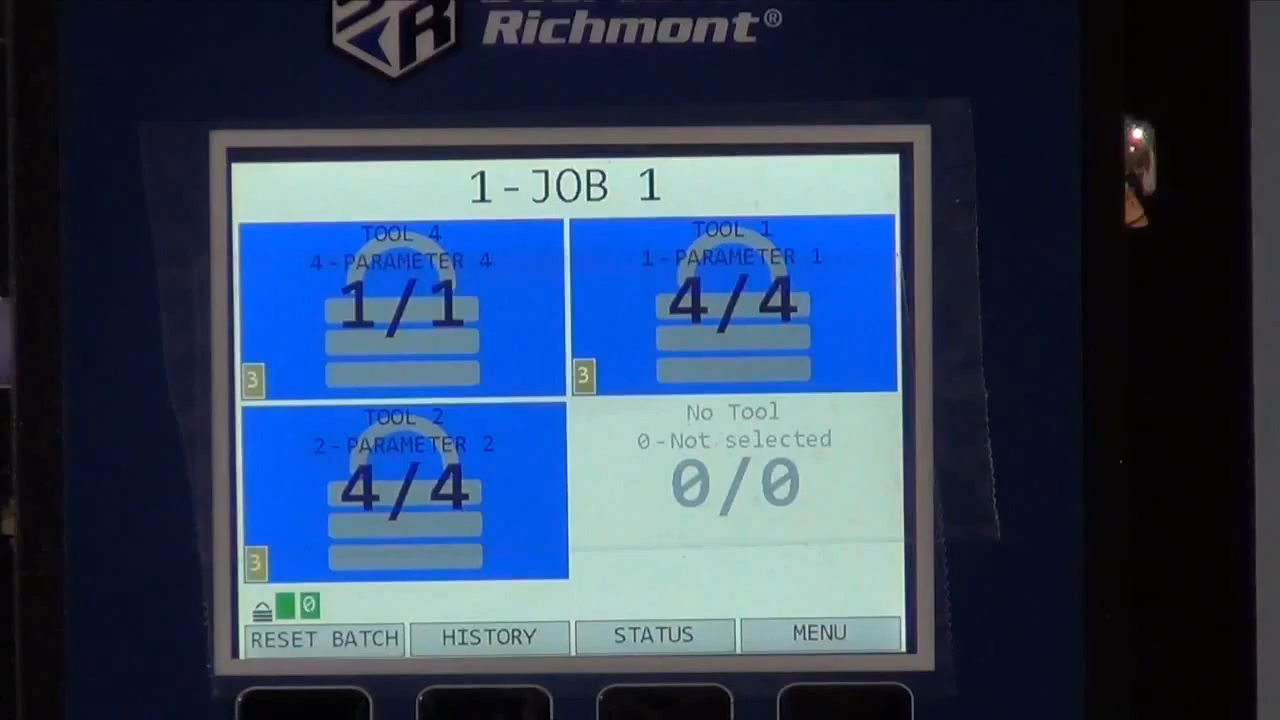 Richmont®
1-JOB 1
TOOL 4
4-PARAMETER 4
1/1
3
TOOL 1
1-PARAMETER 1
4/4
3
TOOL 2
2-PARAMETER 2
4/4
3
No Tool
0-Not selected
0/0
0
RESET BATCH
HISTORY
STATUS
MENU